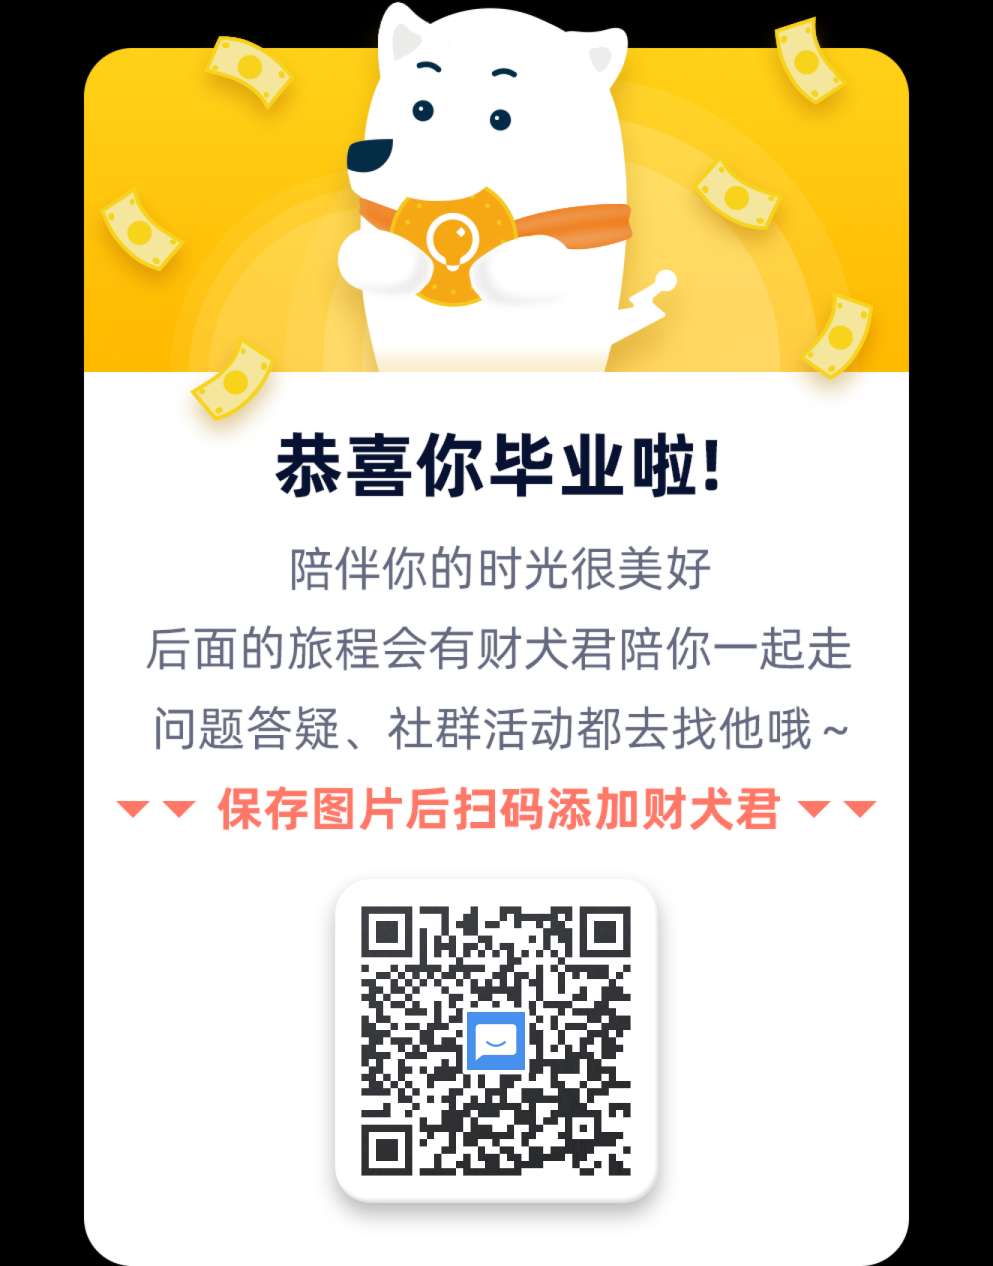 恭喜你毕业啦!
陪伴你的时光很美好
后面的旅程会有财犬君陪你一起走
问题答疑、社群活动都去找他哦~
保存图片后扫码添加财犬君